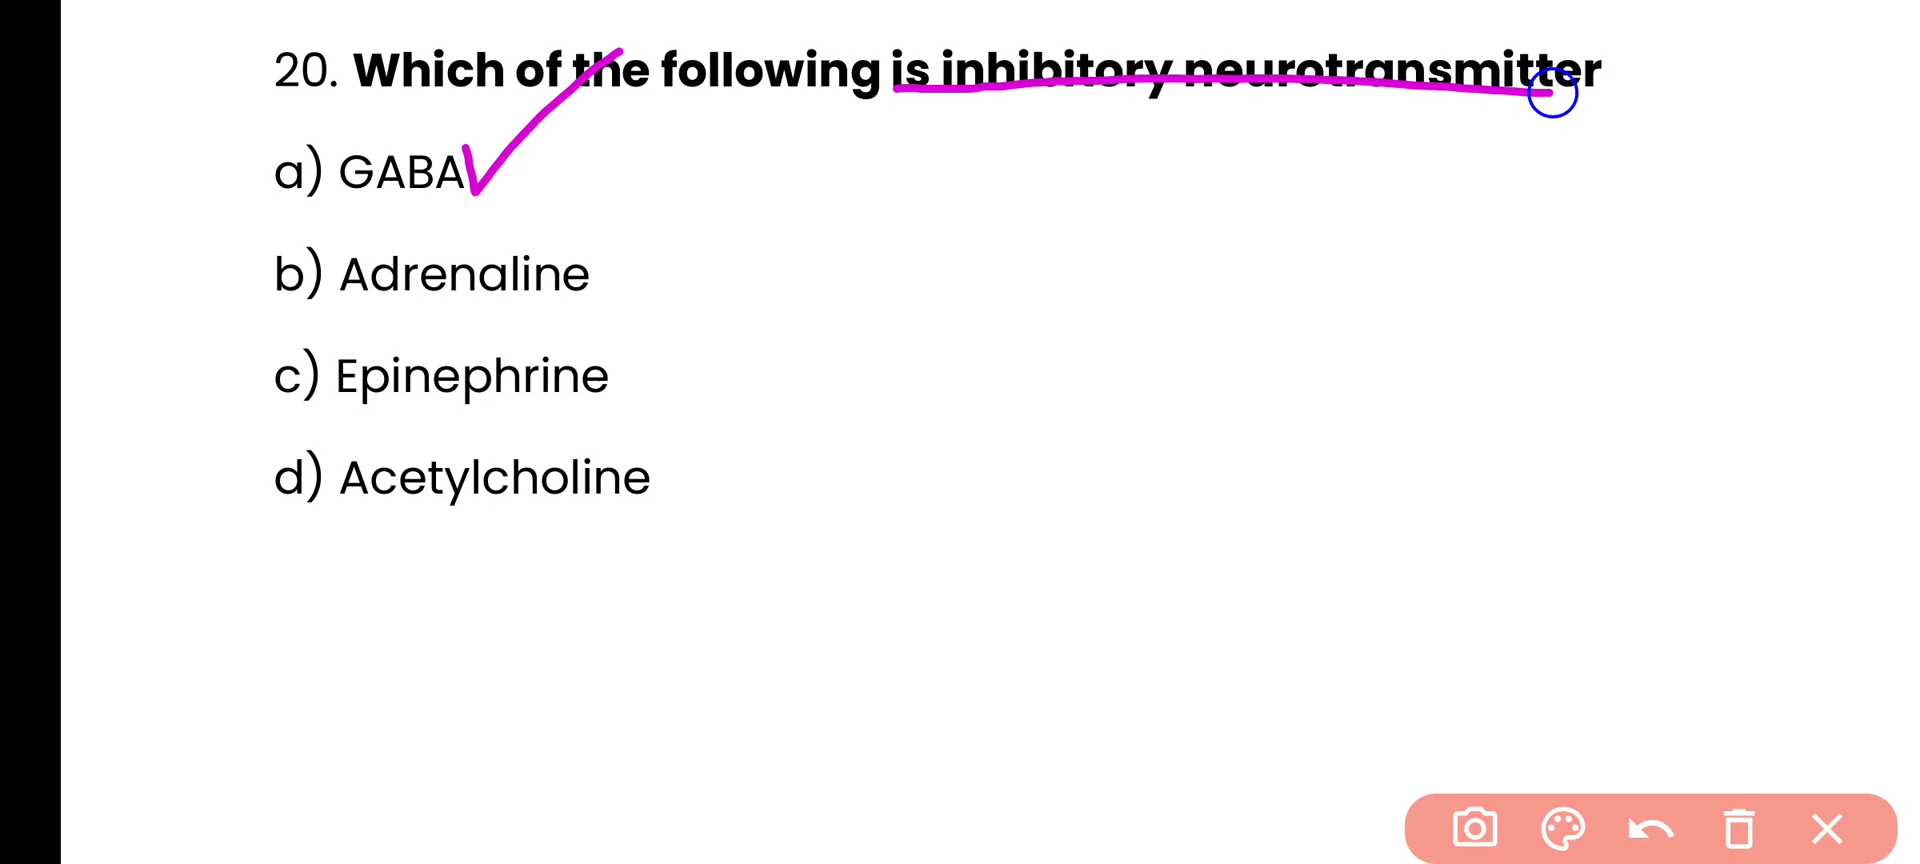 20. Which of the following is inhibitory neurotransmitter
a) GABA
b) Adrenaline
c) Epinephrine
d) Acetylcholine